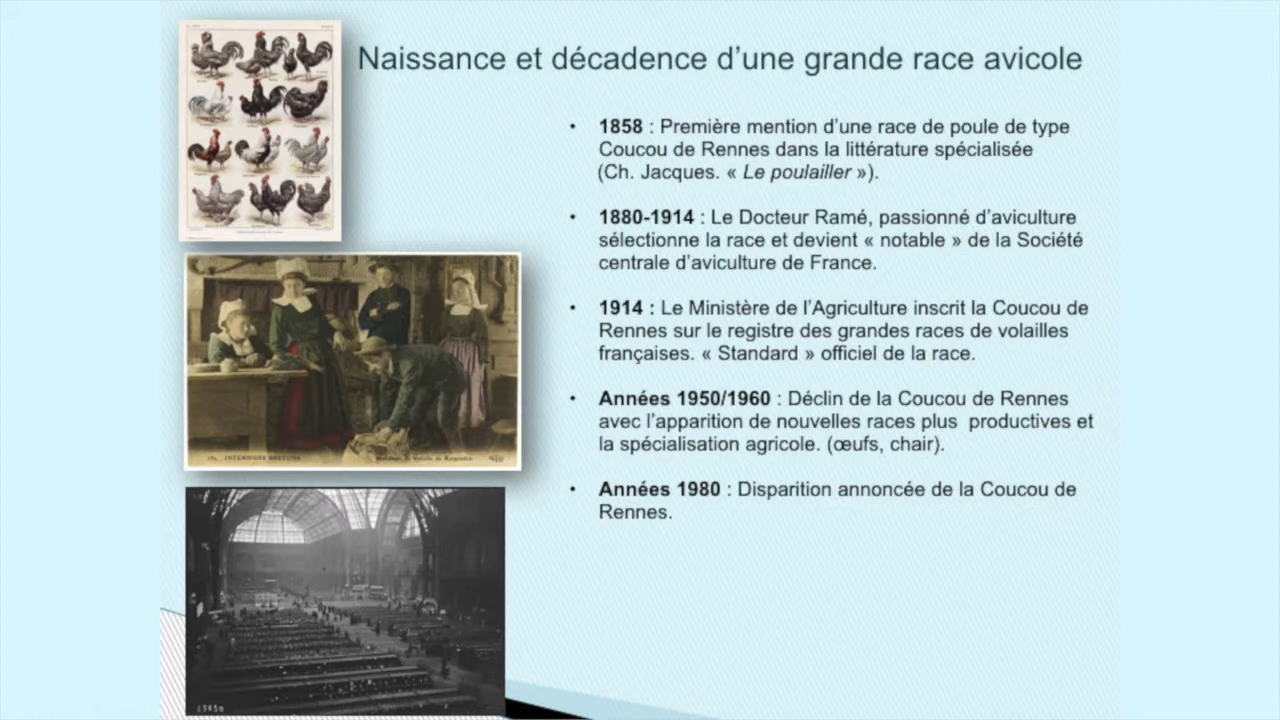 Naissance et décadence d’une grande race avicole
• 1858 : Première mention d’une race de poule de type
Coucou de Rennes dans la littérature spécialisée
(Ch. Jacques. « Le poulailler »).
• 1880-1914 : Le Docteur Ramé, passionné d’aviculture
sélectionne la race et devient « notable » de la Société
centrale d’aviculture de France.
• 1914 : Le Ministère de l’Agriculture inscrit la Coucou de
Rennes sur le registre des grandes races de volailles
françaises. « Standard » officiel de la race.
• Années 1950/1960 : Déclin de la Coucou de Rennes
avec l’apparition de nouvelles races plus  productives et
la spécialisation agricole. (œufs, chair).
• Années 1980 : Disparition annoncée de la Coucou de
Rennes.
INTERIEURS BRETONS